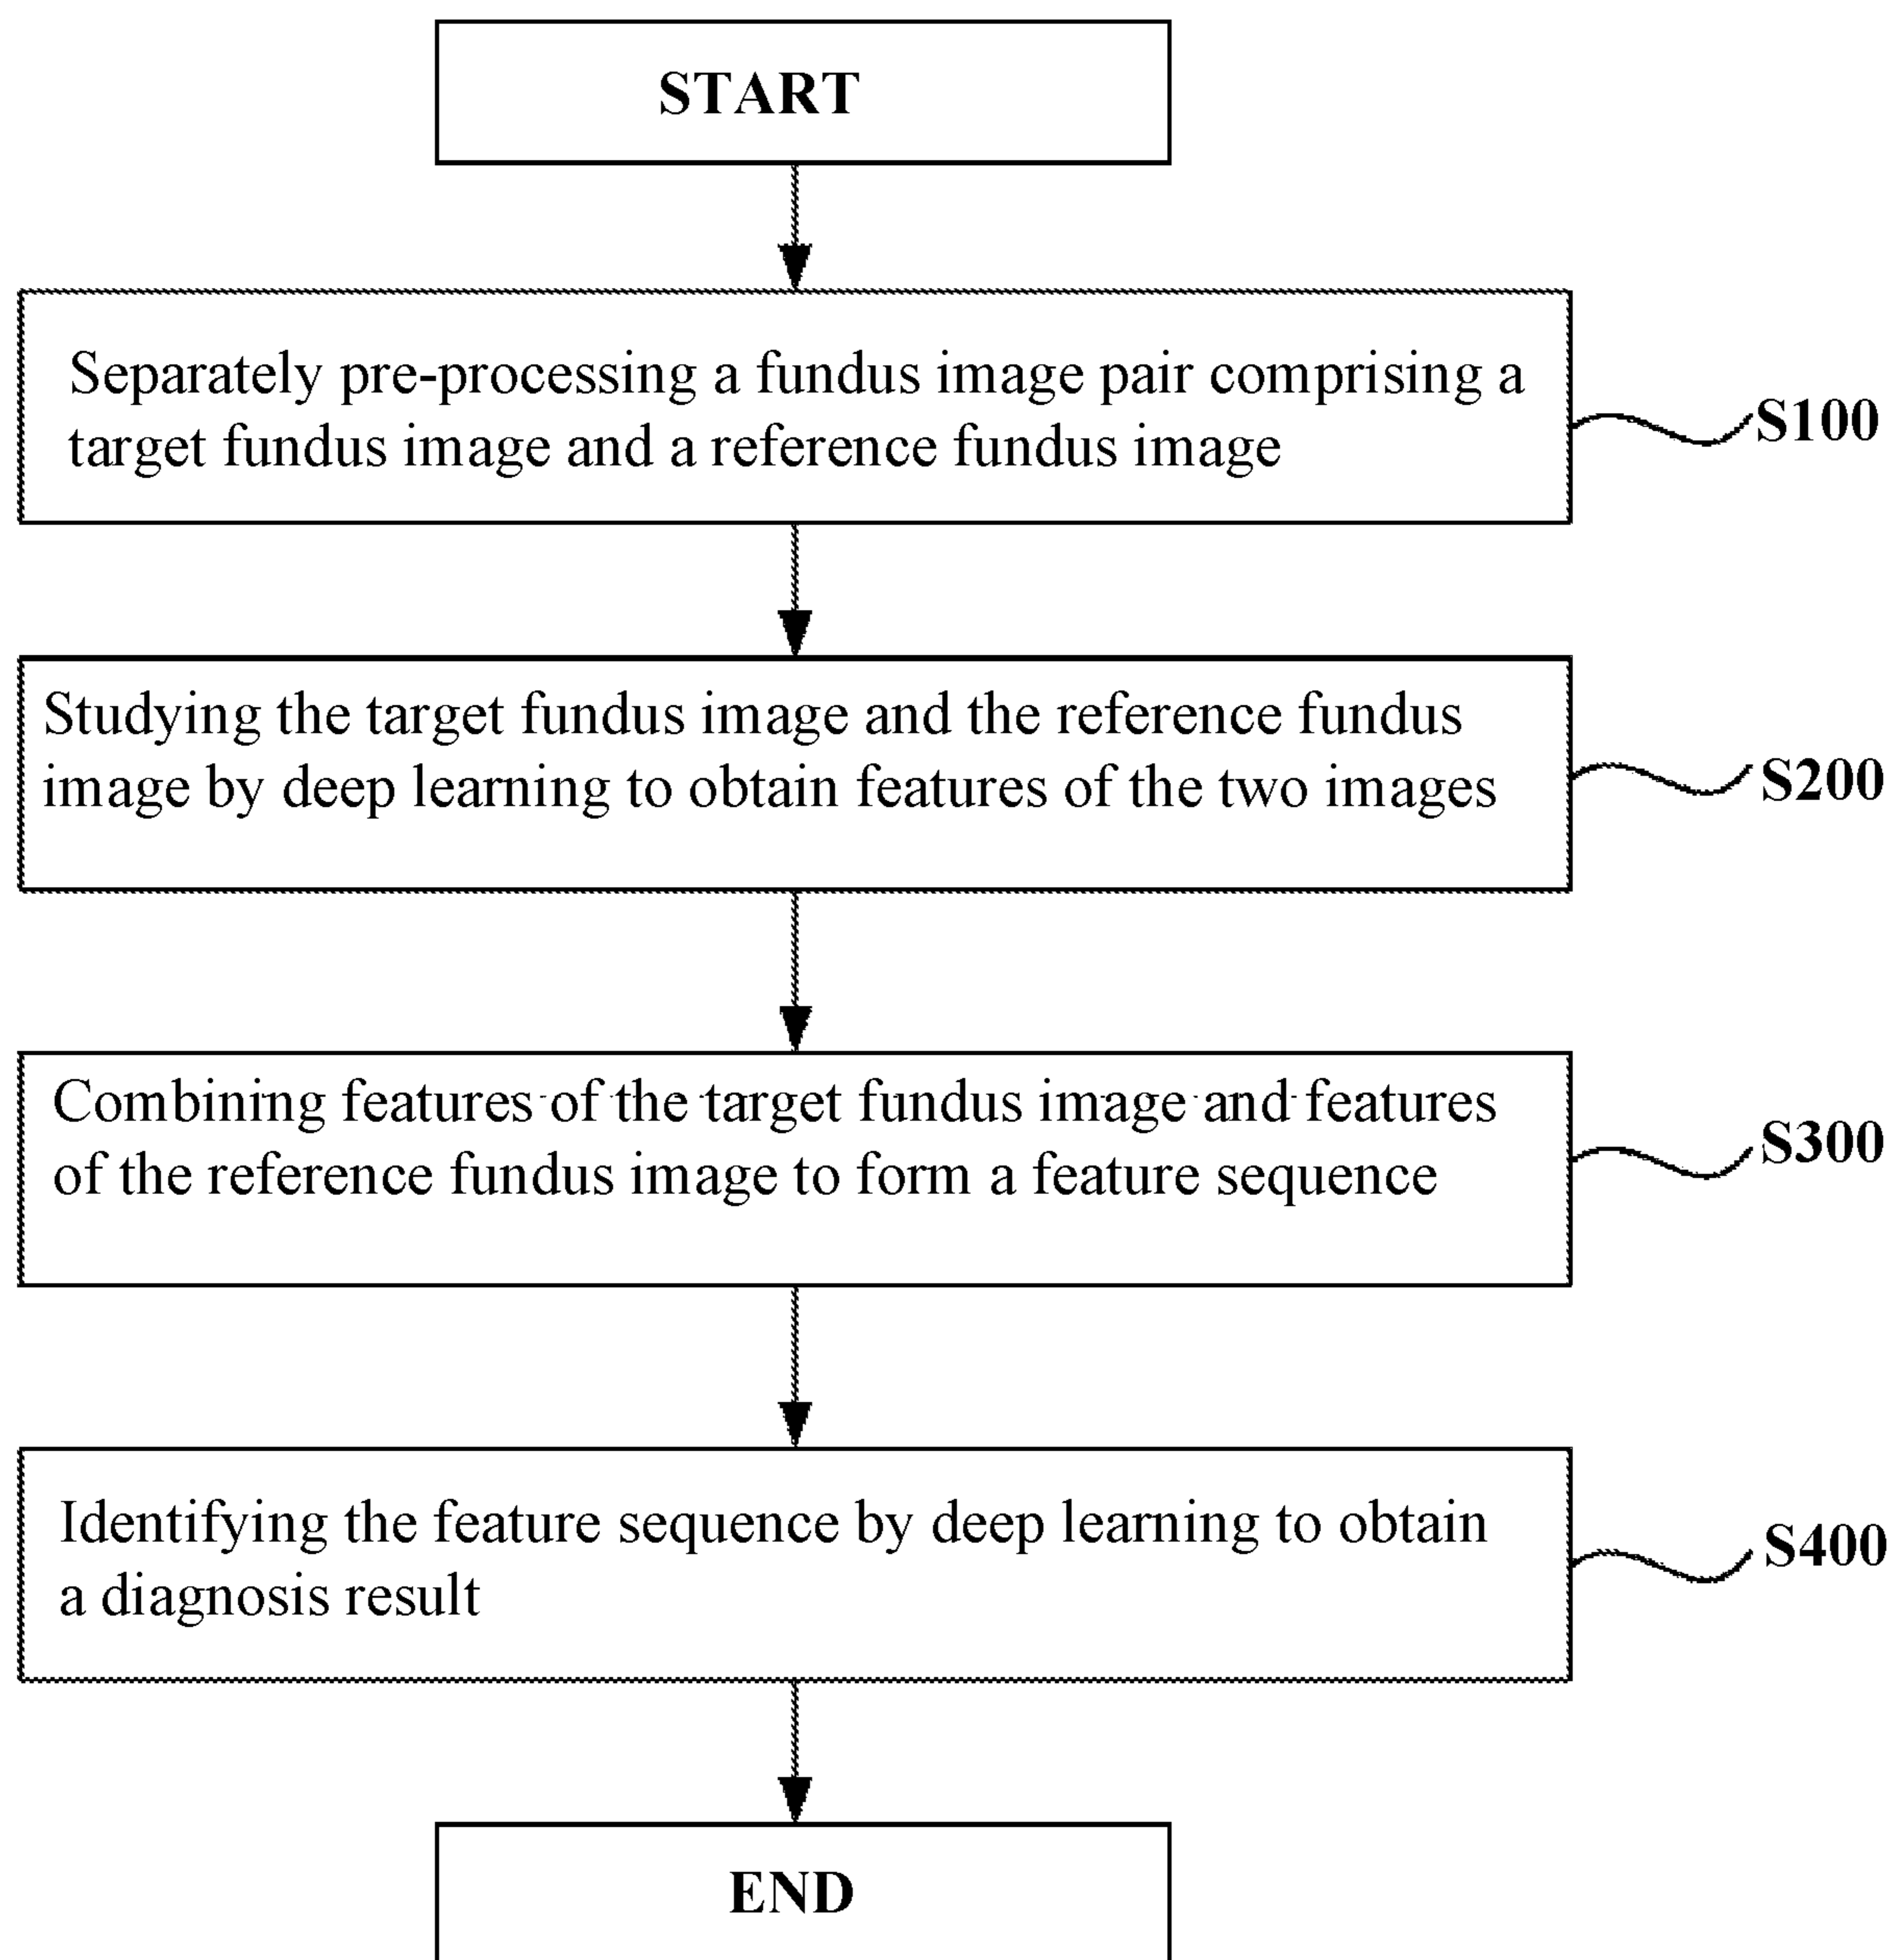 START
Separately pre-processing a fundus image pair comprising a
target fundus image and a reference fundus image
S100
Studying the target fundus image and the reference fundus
image by deep learning to obtain features of the two images
S200
Combining features of the target fundus image and features
of the reference fundus image to form a feature sequence
S300
Identifying the feature sequence by deep learning to obtain
a diagnosis result
S400
END